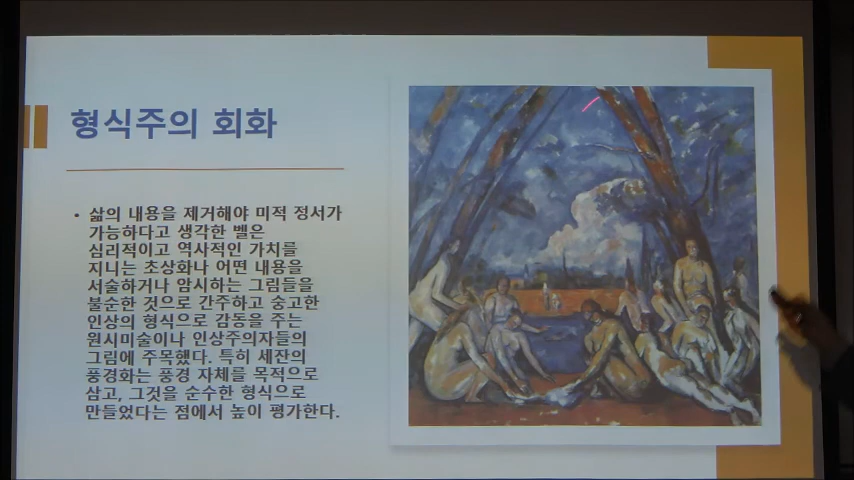 형식주의 회화
• 삶의 내용을 제거해야 미적 정서가
가능하다고 생각한 벨은
심리적이고 역사적인 가치를
지니는 초상화나 어떤 내용을
서술하거나 암시하는 그림들을
불순한 것으로 간주하고 숭고한
인상의 형식으로 감동을 주는
원시미술이나 인상주의자들의
그림에 주목했다. 특히 세잔의
풍경화는 풍경 자체를 목적으로
삼고, 그것을 순수한 형식으로
만들었다는 점에서 높이 평가한다.